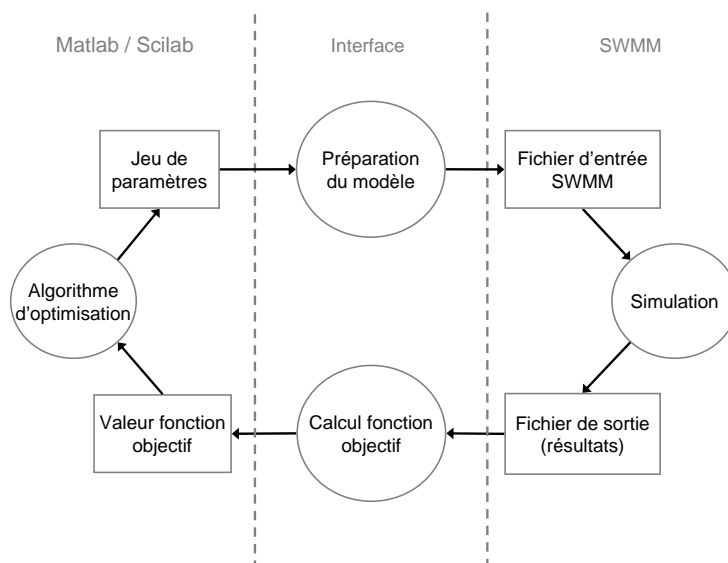 Matlab / Scilab
Interface
SWMM
Jeu de
paramètres
Préparation
du modèle
Fichier d'entrée
SWMM
Algorithme
d'optimisation
Simulation
Valeur fonction
objectif
Calcul fonction
objectif
Fichier de sortie
(résultats)